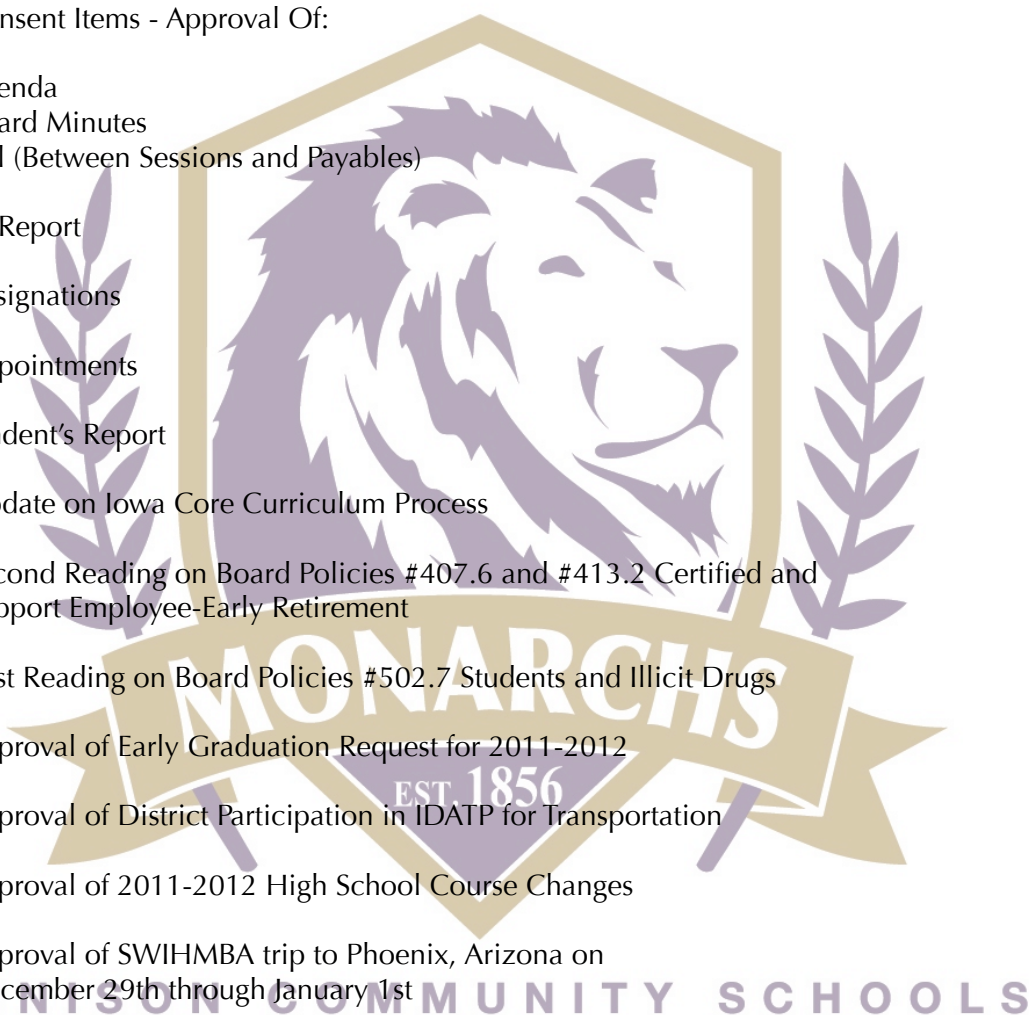 nsent Items - Approval Of:
enda
ard Minutes
l (Between Sessions and Payables)
Report
signations
pointments
ndent's Report
pdate on Iowa Core Curriculum Process
cond Reading on Board Policies #407.6 and #413.2 Certified and
pport Employee-Early Retirement
st Reading on Board Policies #502.7 Students and Illicit Drugs
MONARCHS
proval of Early Graduation Request for 2011-2012
EST. 1856
proval of District Participation in IDATP for Transportation
proval of 2011-2012 High School Course Changes
proval of SWIHMBA trip to Phoenix, Arizona on
cember 29th through January 1st
NISON COMMUNITY SCHOOLS